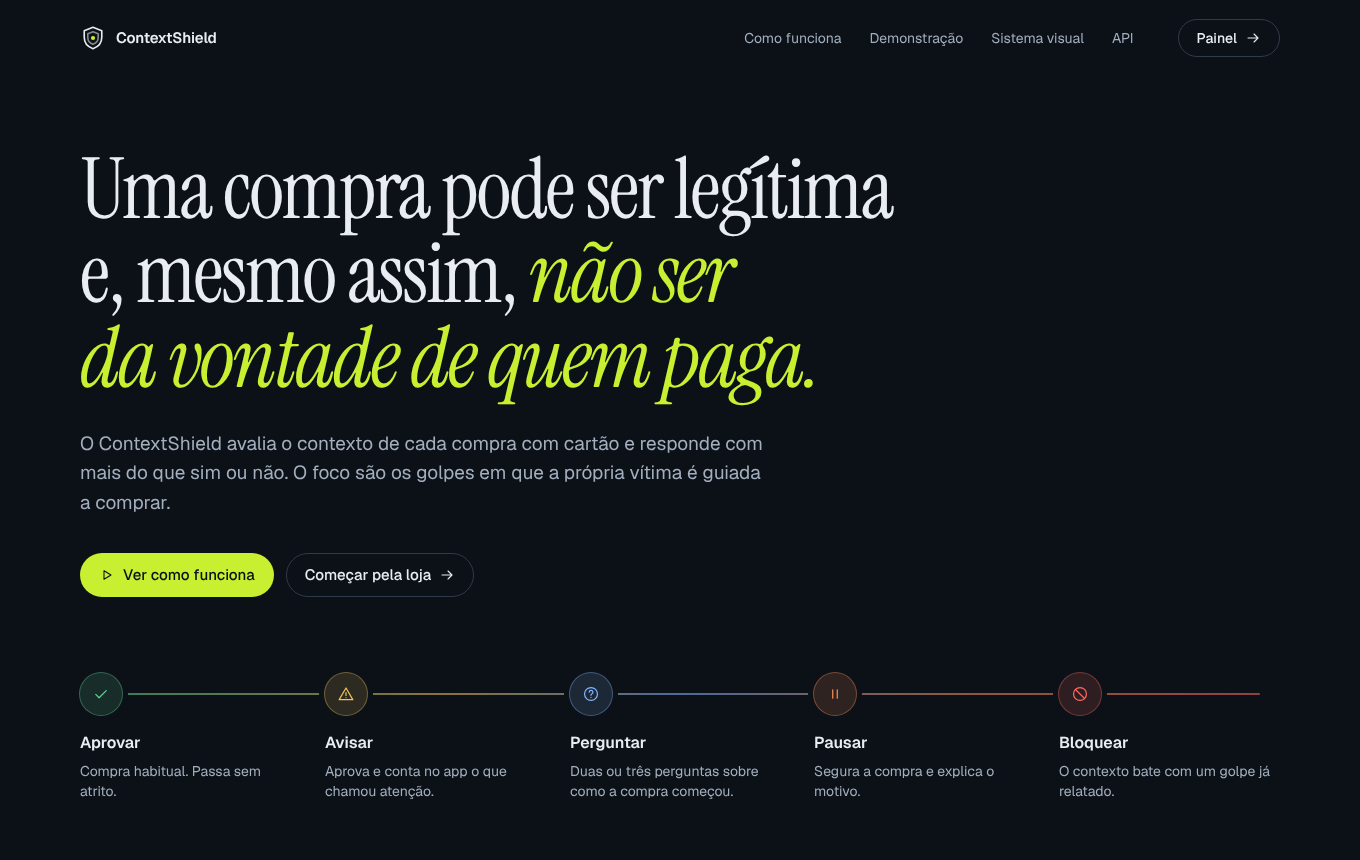 ContextShield
Como funciona
Demonstração
Sistema visual
API
Painel
Uma compra pode ser legítima
e, mesmo assim, não ser
da vontade de quem paga.
O ContextShield avalia o contexto de cada compra com cartão e responde com
mais do que sim ou não. O foco são os golpes em que a própria vítima é guiada
a comprar.
Ver como funciona
Começar pela loja
Aprovar
Compra habitual. Passa sem
atrito.
Avisar
Aprova e conta no app o que
chamou atenção.
Perguntar
Duas ou três perguntas sobre
como a compra começou.
Pausar
Segura a compra e explica o
motivo.
Bloquear
O contexto bate com um golpe já
relatado.